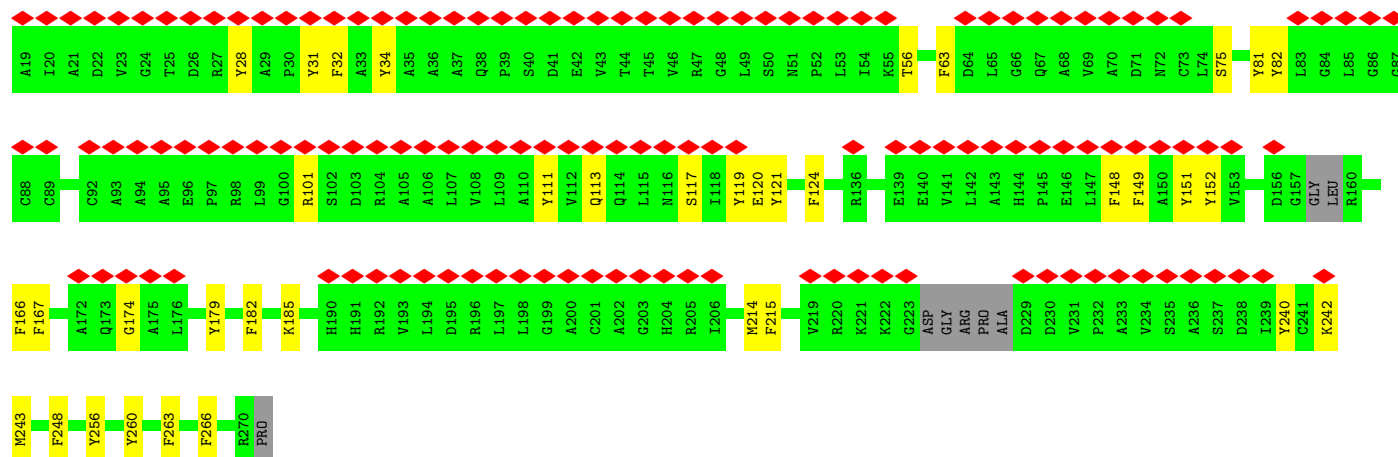 A19 I20 A21 D22 V23 G24 T25 D26 R27 Y28 A29 P30 Y31 F32 A33 Y34 A35 A36 A37 Q38 P39 S40 D41 E42 V43 T44 T45 V46 R47 G48 L49 S50 N51 P52 L53 I54 K55 T56 F63 D64 L65 G66 Q67 A68 V69 A70 D71 N72 C73 L74 S75 Y81 Y82 L83 G84 L85 G86 G87
C88 C89 C92 A93 A94 A95 E96 P97 R98 L99 G100 R101 S102 D103 R104 A105 A106 L107 V108 L109 A110 Y111 V112 Q113 Q114 L115 N116 S117 I118 Y119 E120 Y121 F124 R136 E139 E140 V141 L142 A143 H144 P145 E146 L147 F148 F149 A150 Y151 Y152 V153 D156 G157 GLY LEU R160
F166 F167 A172 Q173 G174 A175 L176 Y179 F182 K185 H190 H191 R192 V193 L194 D195 R196 L197 L198 G199 A200 C201 A202 G203 H204 R205 I206 M214 F215 V219 R220 K221 K222 G223 ASP GLY ARG PRO ALA D229 D230 V231 P232 A233 V234 S235 A236 S237 D238 I239 Y240 C241 K242
M243 F248 Y256 Y260 F263 F266 R270 PRO